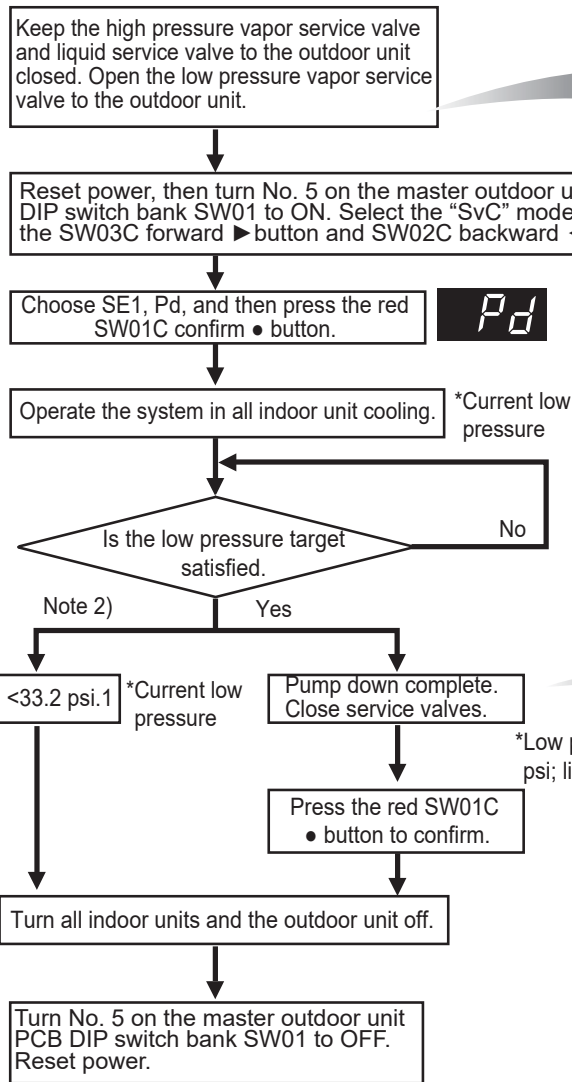 Keep the high pressure vapor service valve
and liquid service valve to the outdoor unit
closed. Open the low pressure vapor service
valve to the outdoor unit.
Reset power, then turn No. 5 on the master outdoor
DIP switch bank SW01 to ON. Select the “SvC” mode
the SW03C forward ►button and SW02C backward
Choose SE1, Pd, and then press the red
SW01C confirm ● button.
Pd
Operate the system in all indoor unit cooling.
*Current low
pressure
Is the low pressure target
satisfied.
No
Note 2)
Yes
<33.2 psi.1
*Current low
pressure
Pump down complete.
Close service valves.
*Low
psi;
Press the red SW01C
● button to confirm.
Turn all indoor units and the outdoor unit off.
Turn No. 5 on the master outdoor unit
PCB DIP switch bank SW01 to OFF.
Reset power.